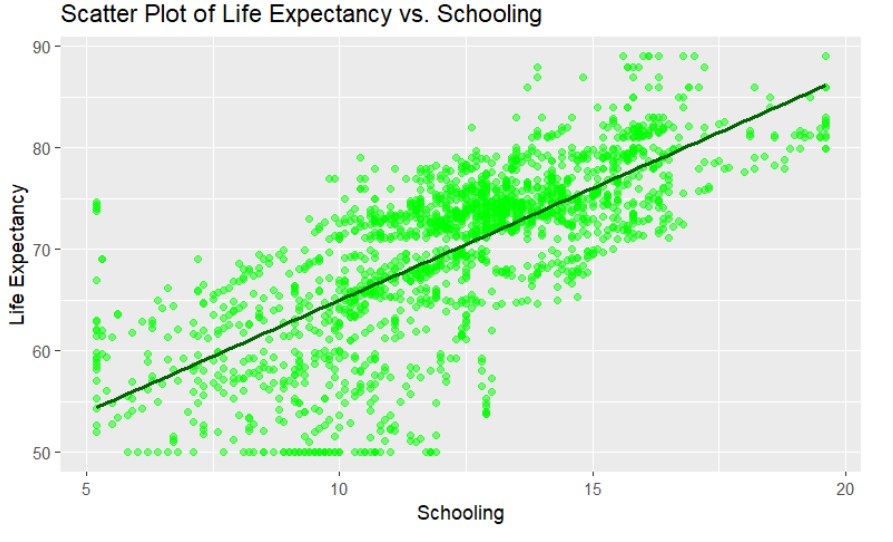 Scatter Plot of Life Expectancy vs. Schooling
90
80
70
60
50
Life Expectancy
5 10 15 20
Schooling